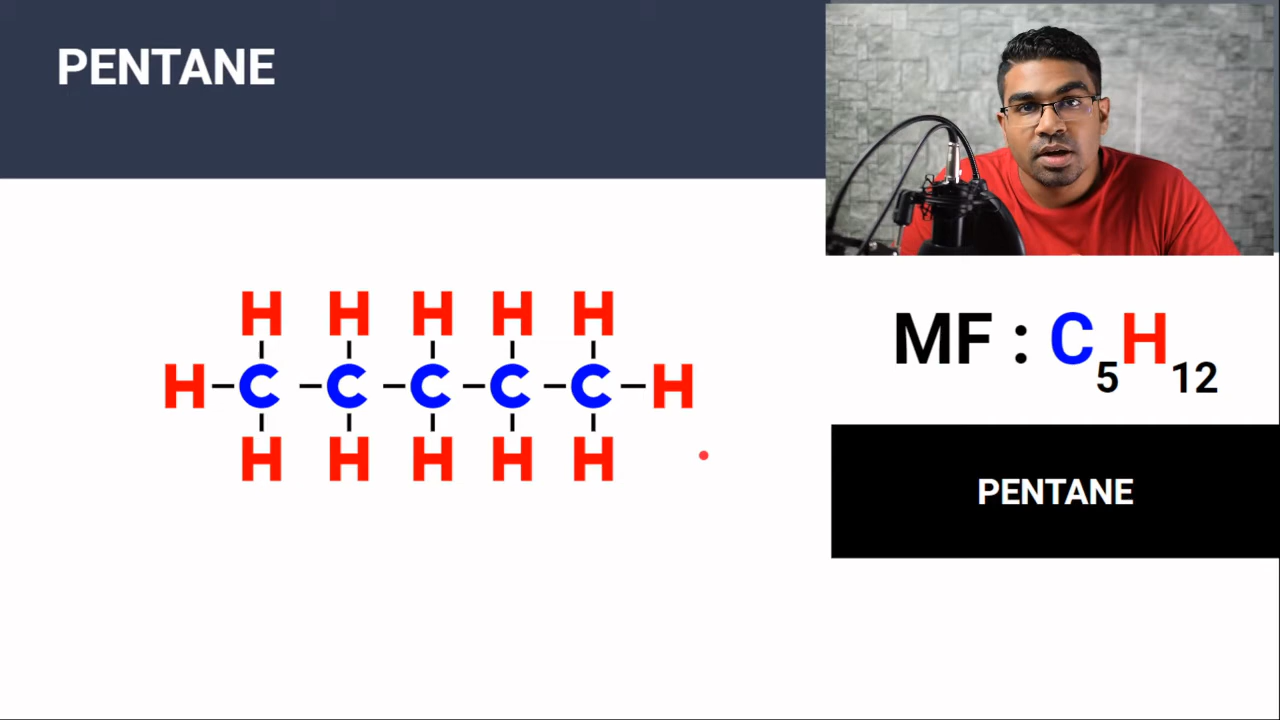 PENTANE
H H H H H
H-C-C-C-C-C-H
H H H H H
MF : C5H12
PENTANE